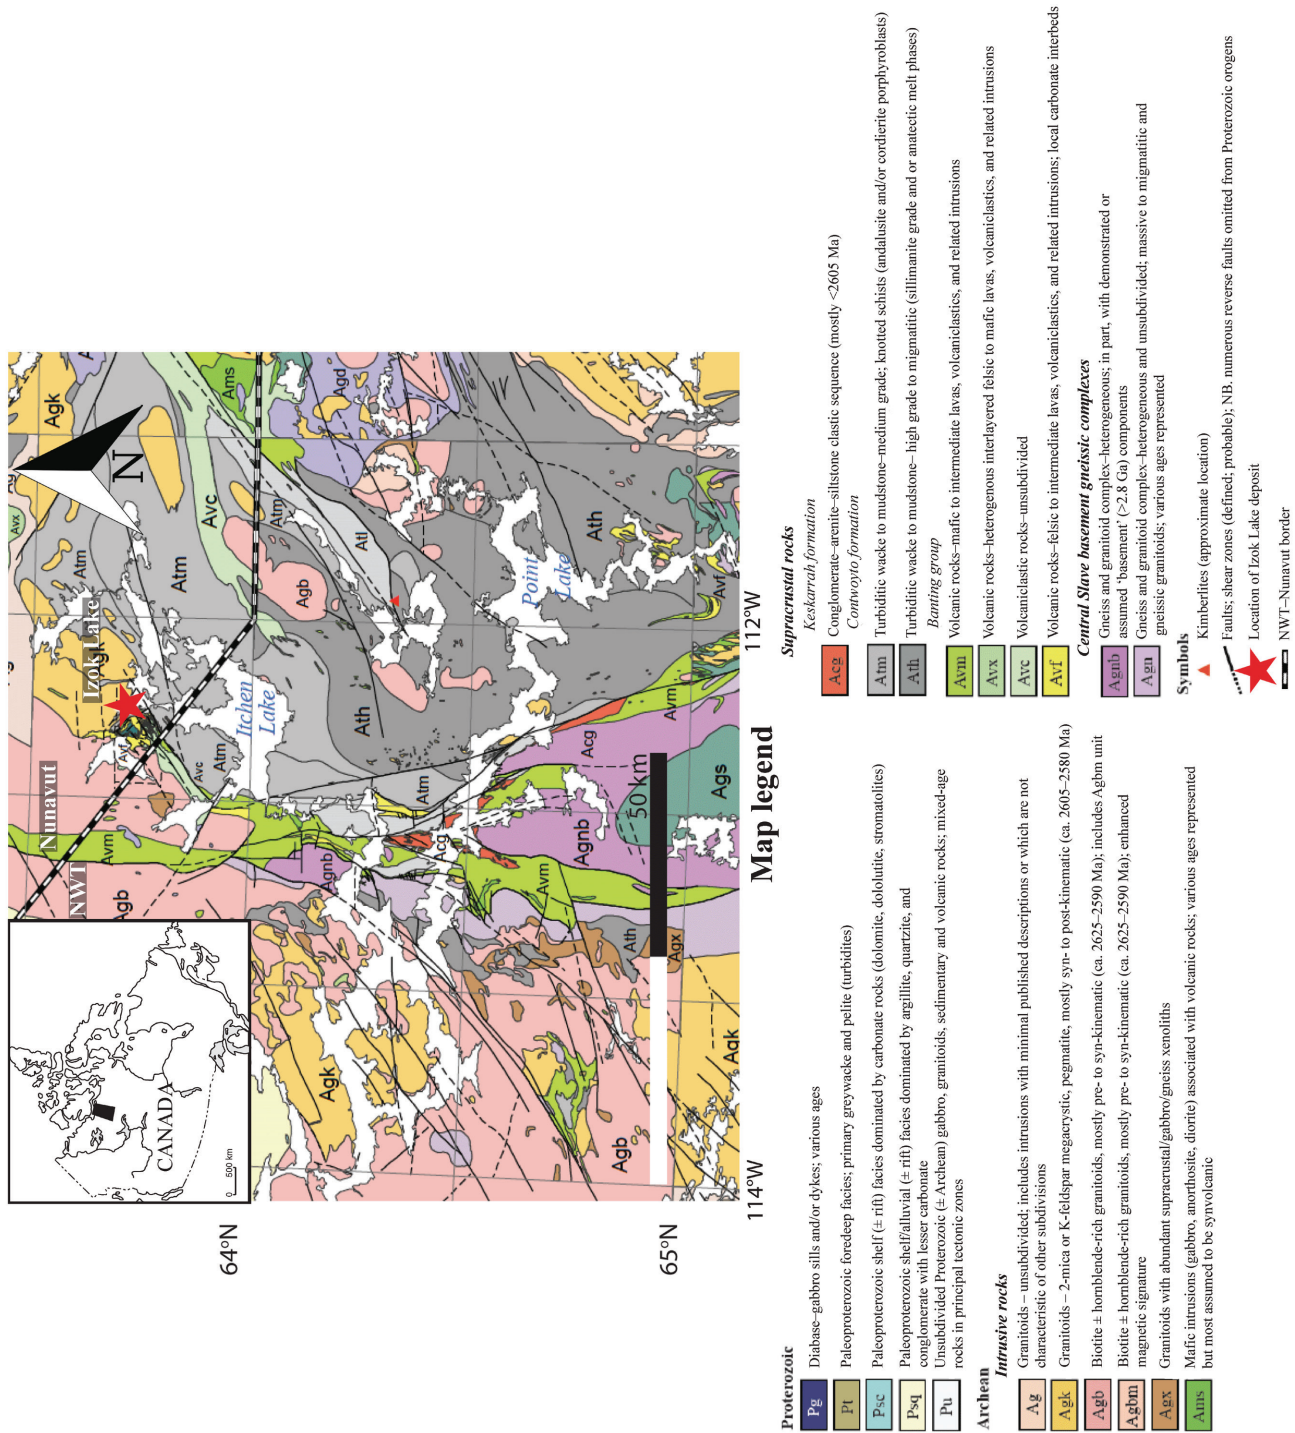 CANADA
0 500 km
NWT
Nunavut
Izok Lake
N
Itchen
Lake
Point
Lake
Agk
Avx
Atm
Agk
Atm
Avc
Ams
Avf
Avc
Atm
Avm
Agb
Atm
Agb
Atl
Agd
Agnb
Ath
Ath
Agk
Atm
Acg
Acg
Avm
Avf
Agnb
Avm
Ags
Ath
Agx
Agb
Agk
50 km
64°N
65°N
114°W
112°W
Map legend
Proterozoic
Pg Diabase–gabbro sills and/or dykes; various ages
Pt Paleoproterozoic foredeep facies; primary greywacke and pelite (turbidites)
Psc Paleoproterozoic shelf (± rift) facies dominated by carbonate rocks (dolomite, dololutite, stromatolites)
Psq Paleoproterozoic shelf/alluvial (± rift) facies dominated by argillite, quartzite, and
conglomerate with lesser carbonate
Pu Unsubdivided Proterozoic (± Archean) gabbro, granitoids, sedimentary and volcanic rocks; mixed-age
rocks in principal tectonic zones
Archean
Intrusive rocks
Ag Granitoids – unsubdivided; includes intrusions with minimal published descriptions or which are not
characteristic of other subdivisions
Agk Granitoids – 2-mica or K-feldspar megacrystic, pegmatite, mostly syn- to post-kinematic (ca. 2605–2580 Ma)
Agb Biotite ± hornblende-rich granitoids, mostly pre- to syn-kinematic (ca. 2625–2590 Ma); includes Agbm unit
Agbm Biotite ± hornblende-rich granitoids, mostly pre- to syn-kinematic (ca. 2625–2590 Ma); enhanced
magnetic signature
Agx Granitoids with abundant supracrustal/gabbro/gneiss xenoliths
Ams Mafic intrusions (gabbro, anorthosite, diorite) associated with volcanic rocks; various ages represented
but most assumed to be synvolcanic
Supracrustal rocks
Keskarrah formation
Acg Conglomerate–arenite–siltstone clastic sequence (mostly <2605 Ma)
Contwoyto formation
Atm Turbiditic wacke to mudstone–medium grade; knotted schists (andalusite and/or cordierite porphyroblasts)
Ath Turbiditic wacke to mudstone– high grade to migmatitic (sillimanite grade and or anatectic melt phases)
Banting group
Avm Volcanic rocks–mafic to intermediate lavas, volcaniclastics, and related intrusions
Avx Volcanic rocks–heterogenous interlayered felsic to mafic lavas, volcaniclastics, and related intrusions
Avc Volcaniclastic rocks–unsubdivided
Avf Volcanic rocks–felsic to intermediate lavas, volcaniclastics, and related intrusions; local carbonate interbeds
Central Slave basement gneissic complexes
Agnb Gneiss and granitoid complex–heterogeneous; in part, with demonstrated or
assumed 'basement' (>2.8 Ga) components
Agn Gneiss and granitoid complex–heterogeneous and unsubdivided; massive to migmatitic and
gneissic granitoids; various ages represented
Symbols
Kimberlites (approximate location)
Faults; shear zones (defined; probable); NB. numerous reverse faults omitted from Proterozoic orogens
Location of Izok Lake deposit
NWT–Nunavut border